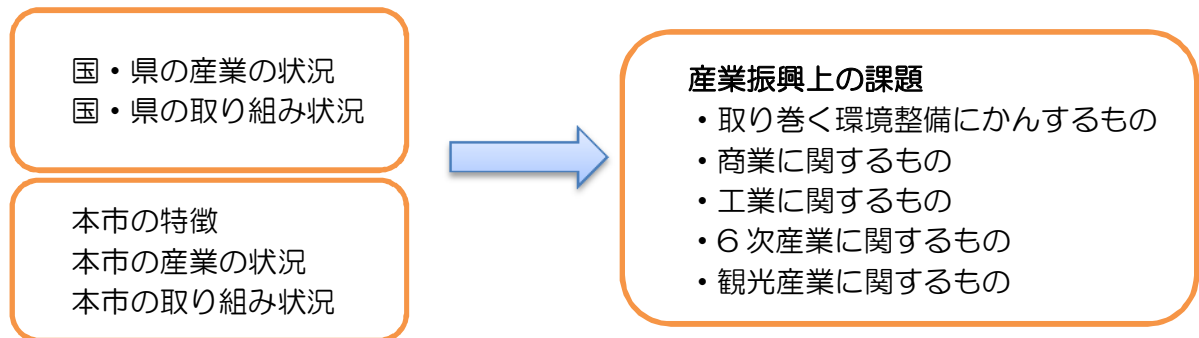 国・県の産業の状況
国・県の取り組み状況
本市の特徴
本市の産業の状況
本市の取り組み状況
産業振興上の課題
・取り巻く環境整備にかんするもの
・商業に関するもの
・工業に関するもの
・6次産業に関するもの
・観光産業に関するもの